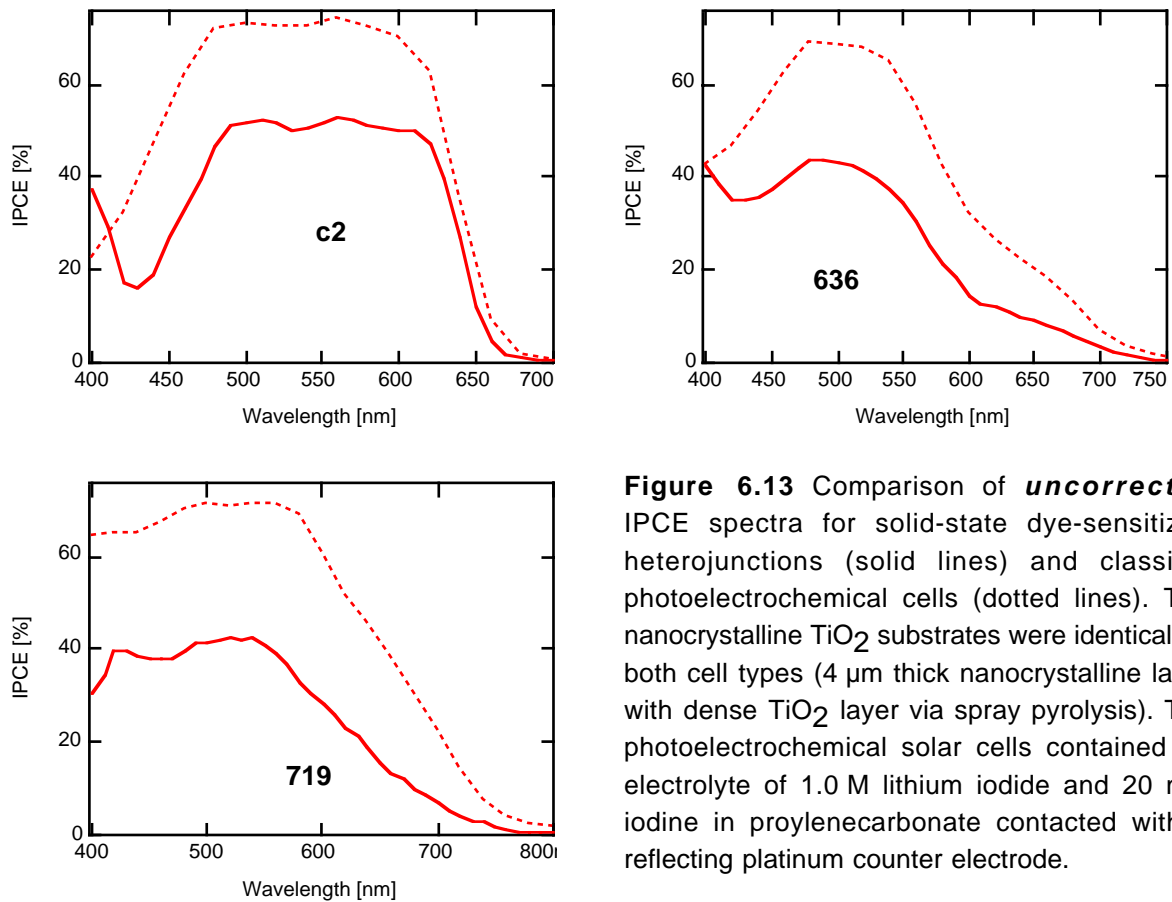 60
40
20
0
IPCE [%]
c2
400 450 500 550 600 650 700
Wavelength [nm]
60
40
20
0
IPCE [%]
636
400 450 500 550 600 650 700 750
Wavelength [nm]
60
40
20
0
IPCE [%]
719
400 500 600 700 800
Wavelength [nm]
Figure 6.13 Comparison of uncorrect
IPCE spectra for solid-state dye-sensitiz
heterojunctions (solid lines) and classi
photoelectrochemical cells (dotted lines). T
nanocrystalline TiO2 substrates were identical
both cell types (4 µm thick nanocrystalline la
with dense TiO2 layer via spray pyrolysis). T
photoelectrochemical solar cells contained
electrolyte of 1.0 M lithium iodide and 20 r
iodine in proylenecarbonate contacted with
reflecting platinum counter electrode.